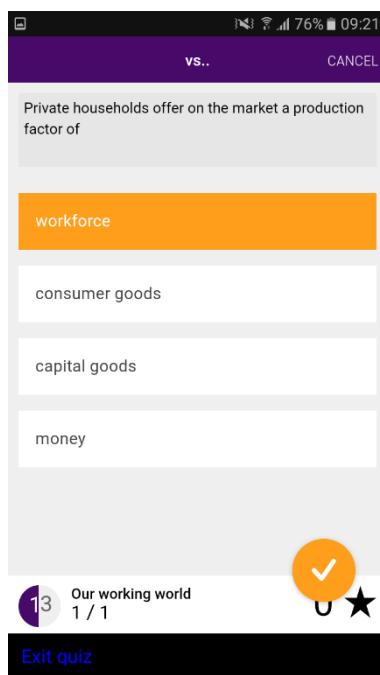 76% 09:21
vs.. CANCEL
Private households offer on the market a production
factor of
workforce
consumer goods
capital goods
money
13 Our working world
1 / 1
0
Exit quiz